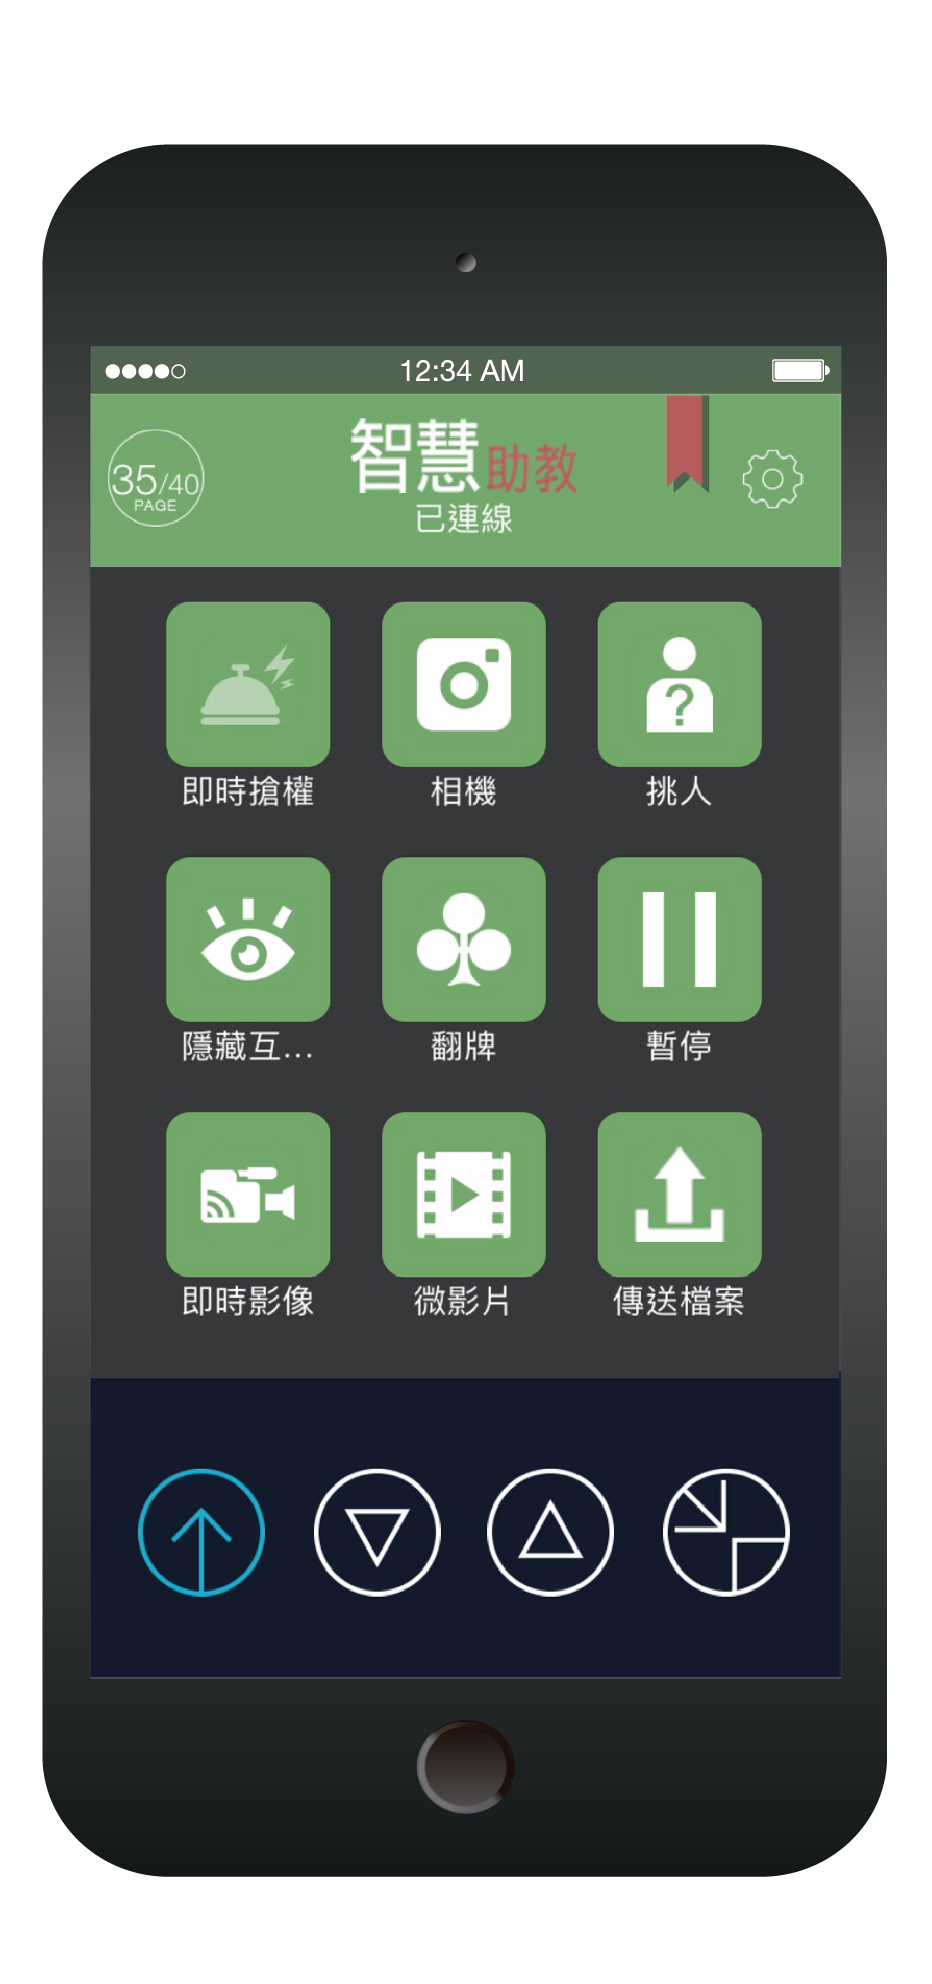 12:34 AM
35/40
PAGE
智慧助教
已連線
即時搶權 相機 挑人
?
隱藏互... 翻牌 暫停
即時影像 微影片 傳送檔案